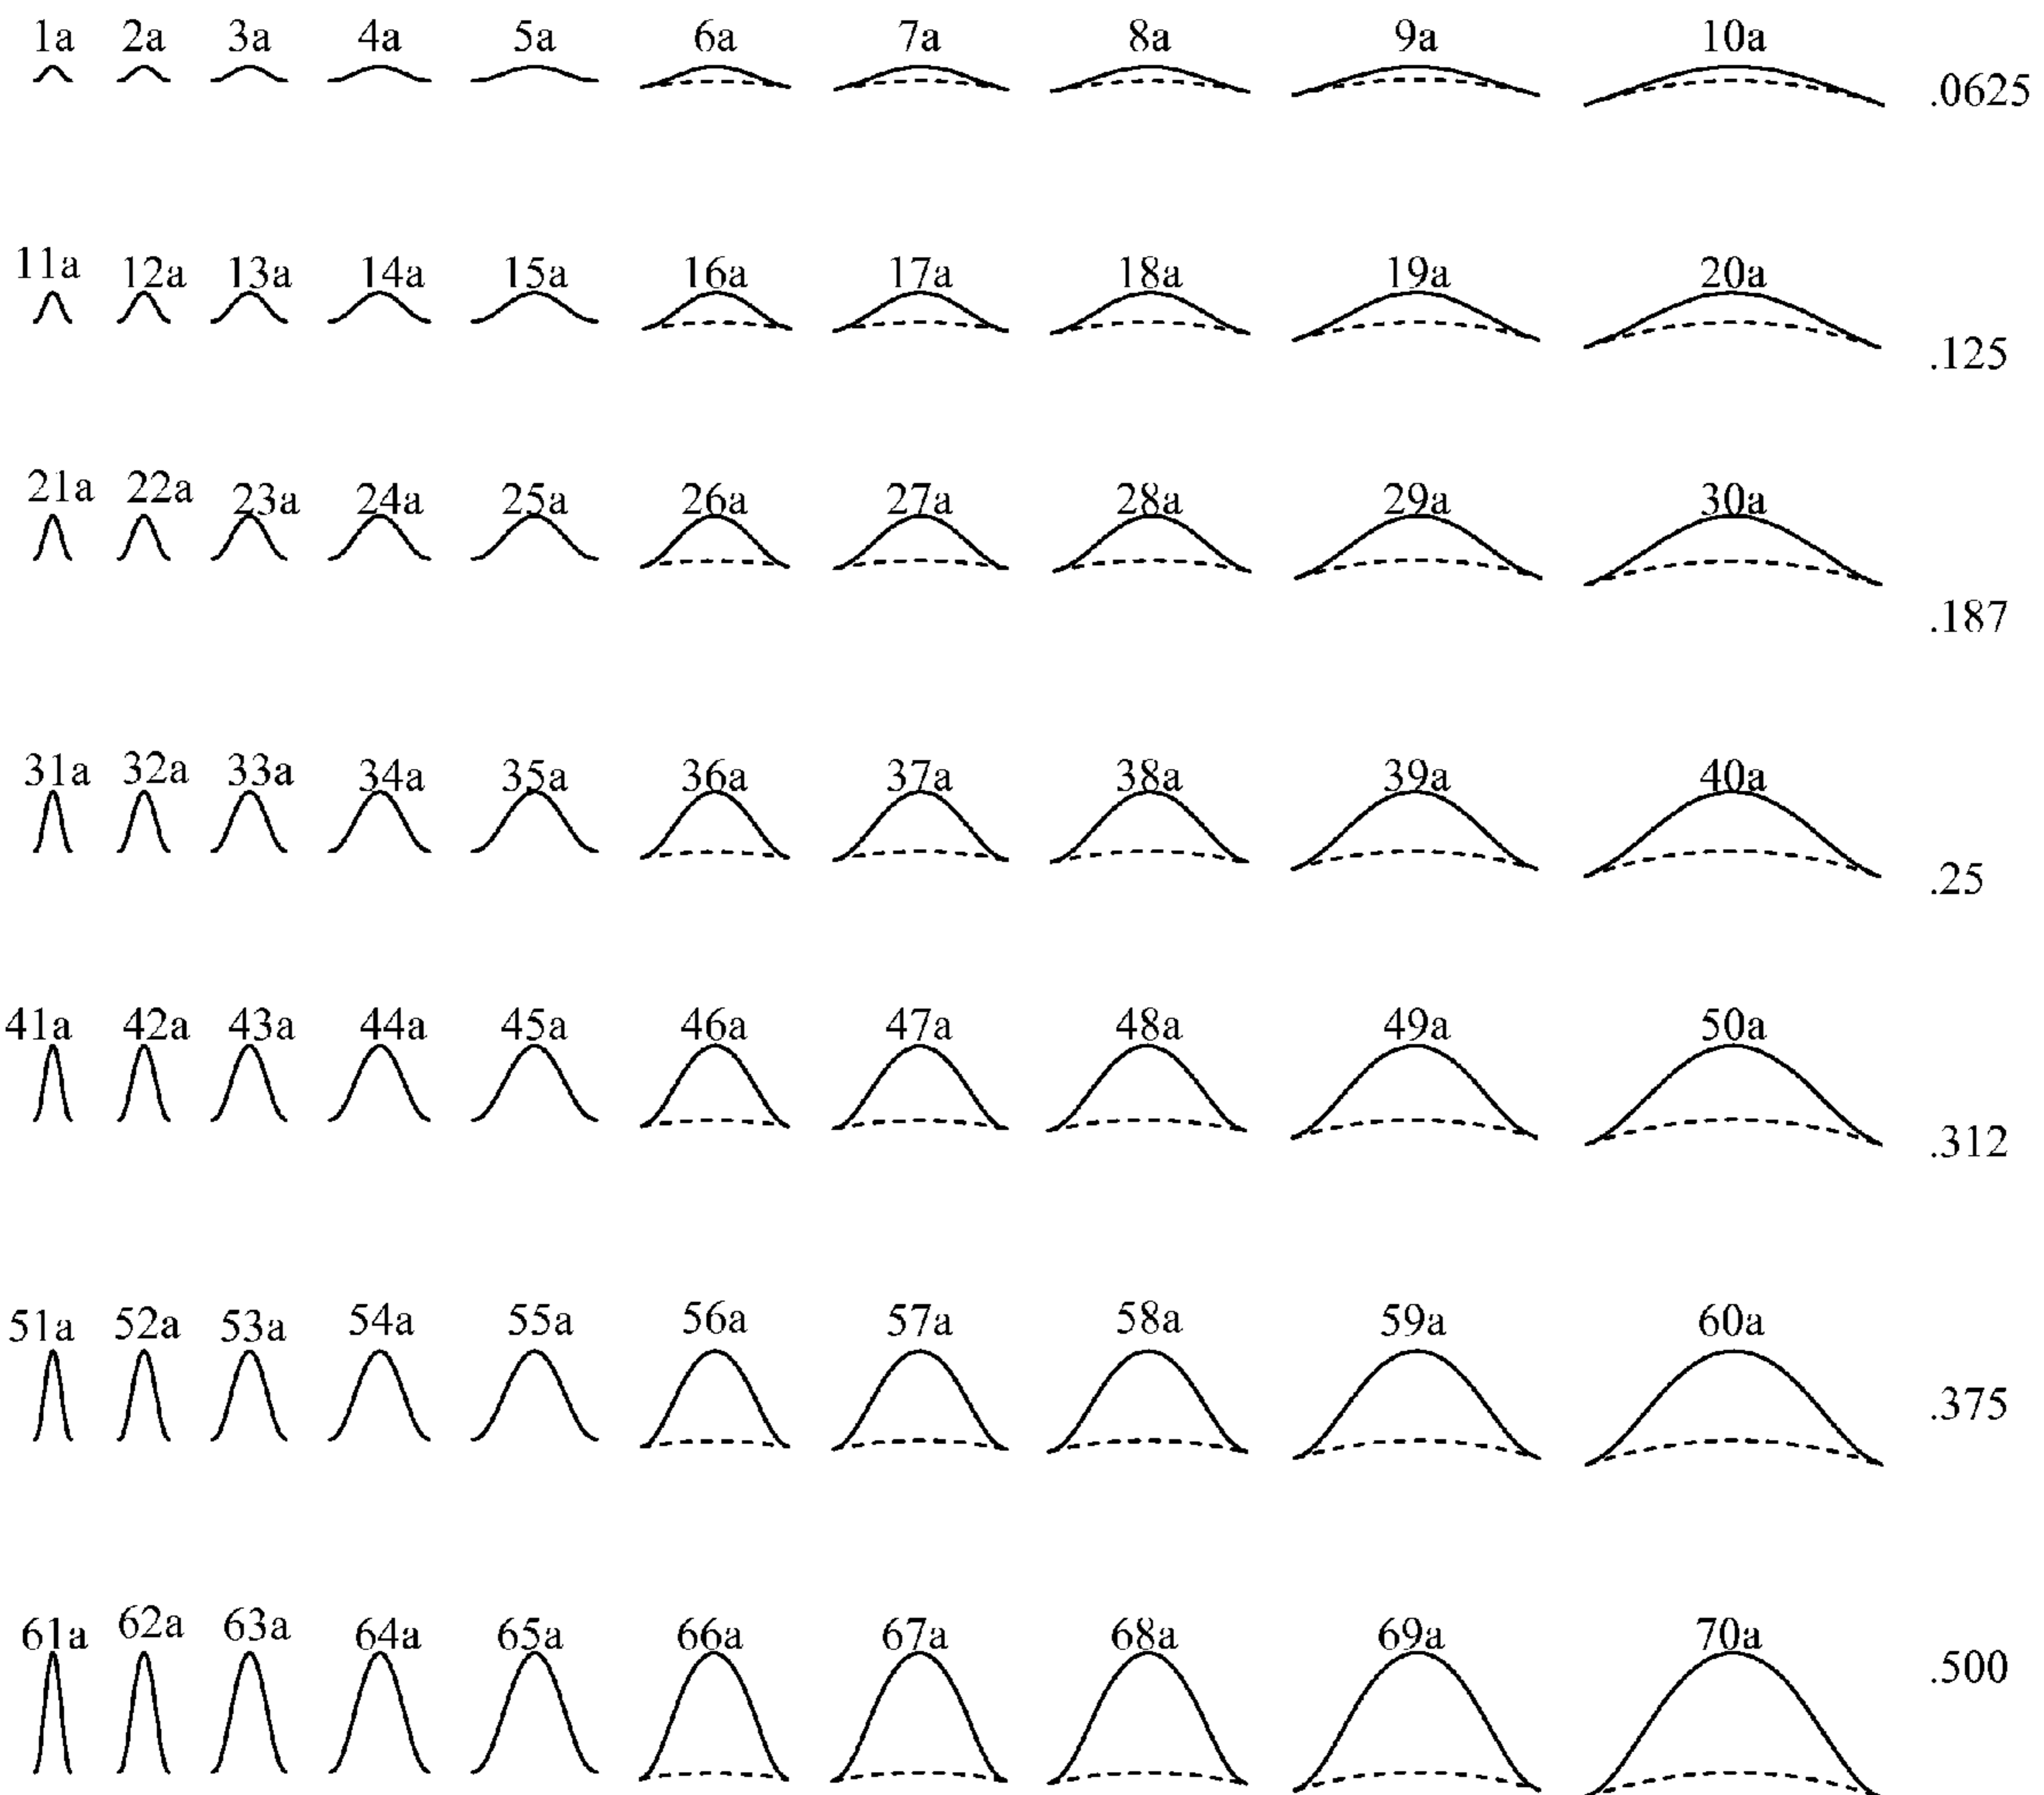 1a 2a 3a 4a 5a 6a 7a 8a 9a 10a
.0625
11a 12a 13a 14a 15a 16a 17a 18a 19a 20a
.125
21a 22a 23a 24a 25a 26a 27a 28a 29a 30a
.187
31a 32a 33a 34a 35a 36a 37a 38a 39a 40a
.25
41a 42a 43a 44a 45a 46a 47a 48a 49a 50a
.312
51a 52a 53a 54a 55a 56a 57a 58a 59a 60a
.375
61a 62a 63a 64a 65a 66a 67a 68a 69a 70a
.500